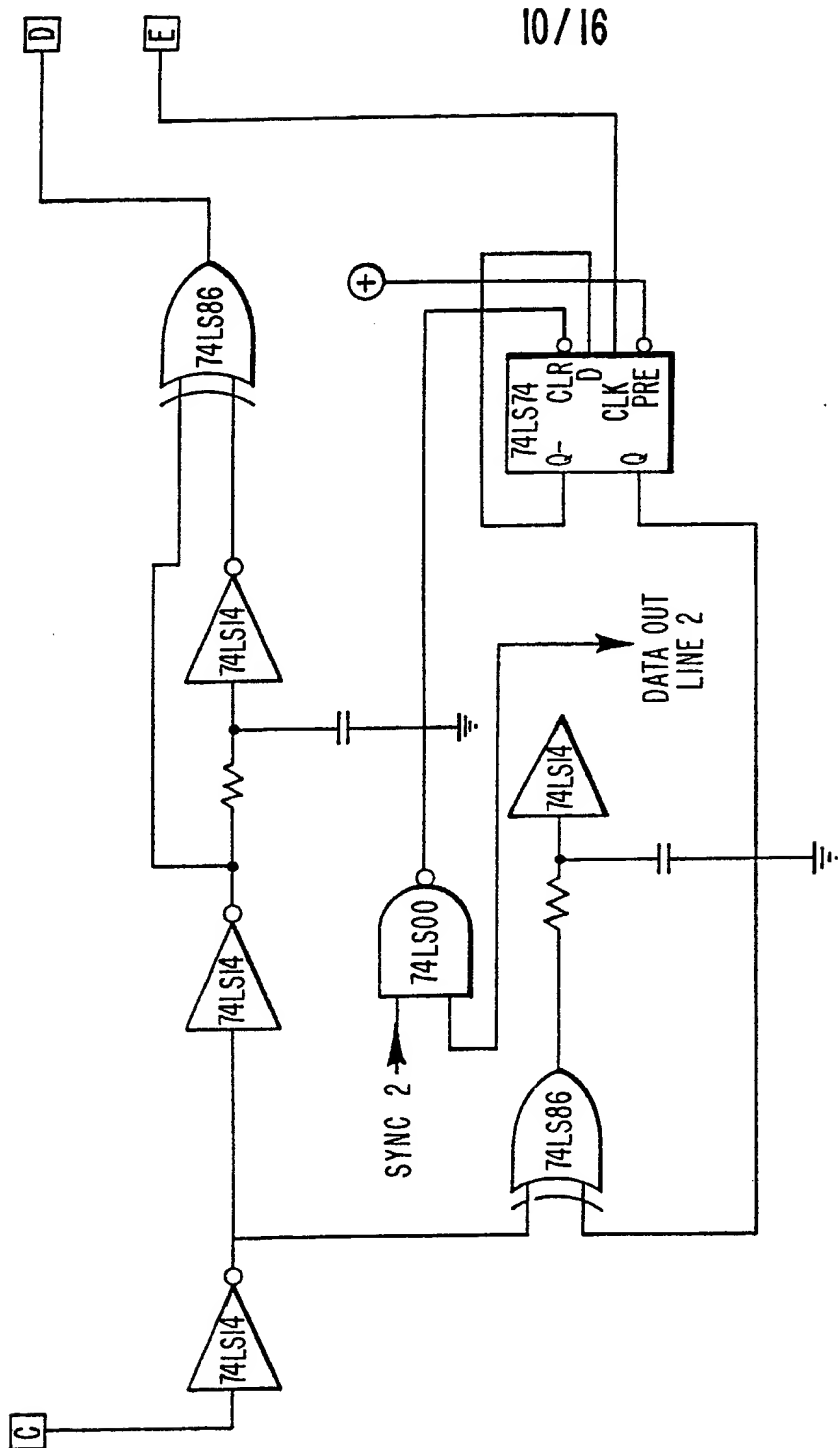 10/16
D
E
C
74LS86
74LS14
74LS14
74LS14
+
74LS74
CLR
D
CLK
PRE
Q-
Q
74LS00
SYNC 2
DATA OUT
LINE 2
74LS14
74LS86